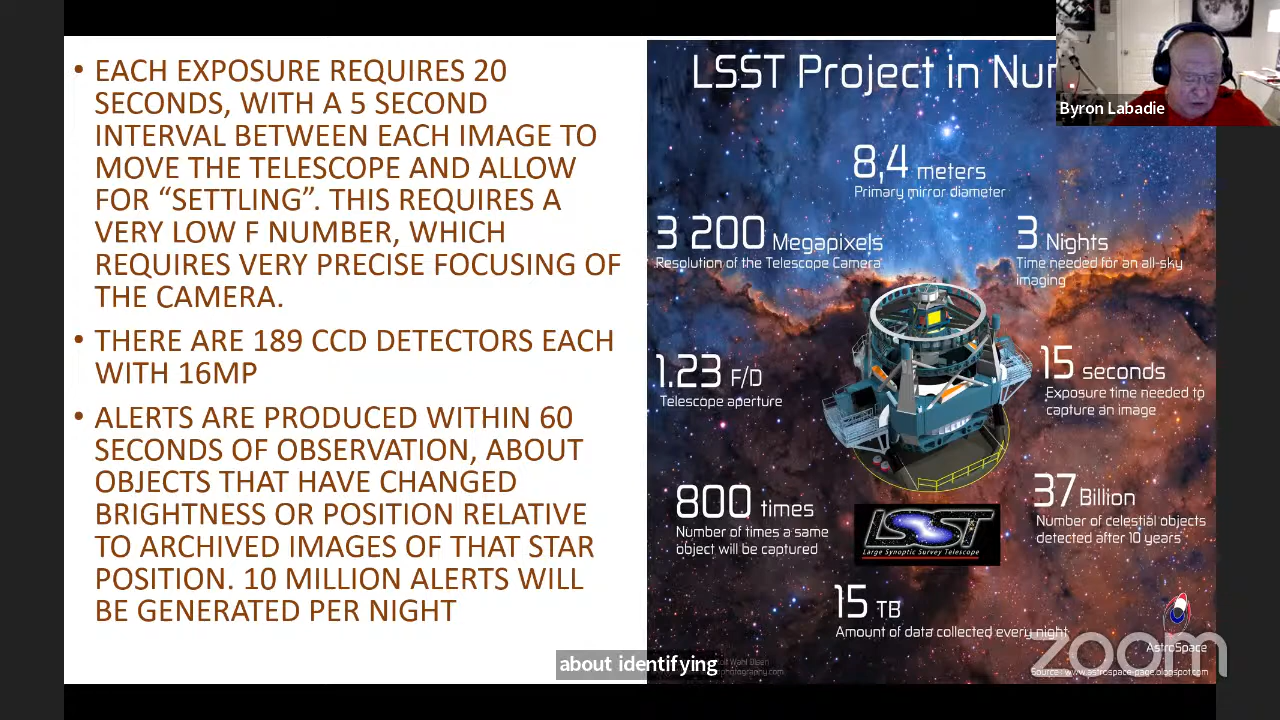 • EACH EXPOSURE REQUIRES 20
SECONDS, WITH A 5 SECOND
INTERVAL BETWEEN EACH IMAGE TO
MOVE THE TELESCOPE AND ALLOW
FOR “SETTLING”. THIS REQUIRES A
VERY LOW F NUMBER, WHICH
REQUIRES VERY PRECISE FOCUSING OF
THE CAMERA.
• THERE ARE 189 CCD DETECTORS EACH
WITH 16MP
• ALERTS ARE PRODUCED WITHIN 60
SECONDS OF OBSERVATION, ABOUT
OBJECTS THAT HAVE CHANGED
BRIGHTNESS OR POSITION RELATIVE
TO ARCHIVED IMAGES OF THAT STAR
POSITION. 10 MILLION ALERTS WILL
BE GENERATED PER NIGHT
LSST Project in
Byron Labadie
8,4 meters
Primary mirror diameter
3 200 Megapixels
Resolution of the Telescope Camera
3 Nights
Time needed for an all-sky
imaging
1.23 F/D
Telescope aperture
15 seconds
Exposure time needed to
capture an image
800 times
Number of times a same
object will be captured
37 Billion
Number of celestial objects
detected after 10 years
LSST
Large Synoptic Survey Telescope
15 TB
Amount of data collected every night
AstroSpace
Source : www.astrospace-page.blogspot.com
zoom
about identifying